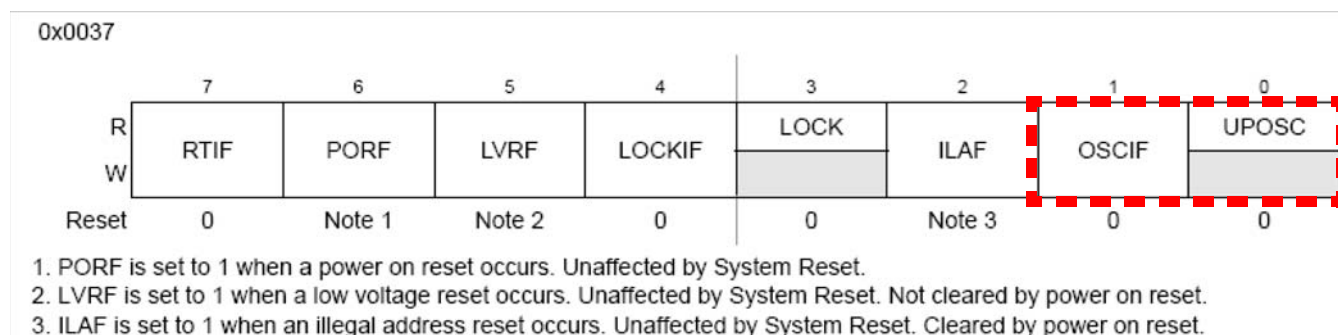 0x0037
7 6 5 4 3 2 1 0
R LOCK UPOSC
RTIF PORF LVRF LOCKIF ILAF OSCIF
W
Reset 0 Note 1 Note 2 0 0 Note 3 0 0
1. PORF is set to 1 when a power on reset occurs. Unaffected by System Reset.
2. LVRF is set to 1 when a low voltage reset occurs. Unaffected by System Reset. Not cleared by power on reset.
3. ILAF is set to 1 when an illegal address reset occurs. Unaffected by System Reset. Cleared by power on reset.